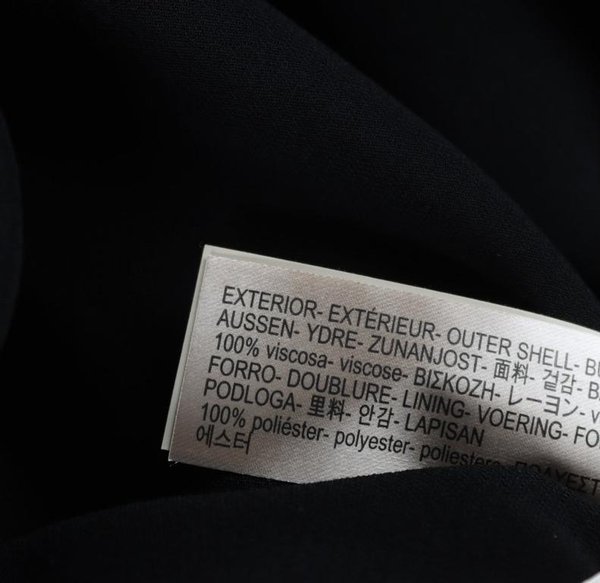 EXTERIOR- EXTÉRIEUR- OUTER SHELL-
AUSSEN- YDRE- ZUNANJOST- 面料- 겉감-
100% viscosa- viscose- ΒΙΣΚΟΖΗ- レーヨン-
FORRO- DOUBLURE- LINING- VOERING-
PODLOGA- 里料- 안감- LAPISAN
100% poliéster- polyester- poliestere-
에스터